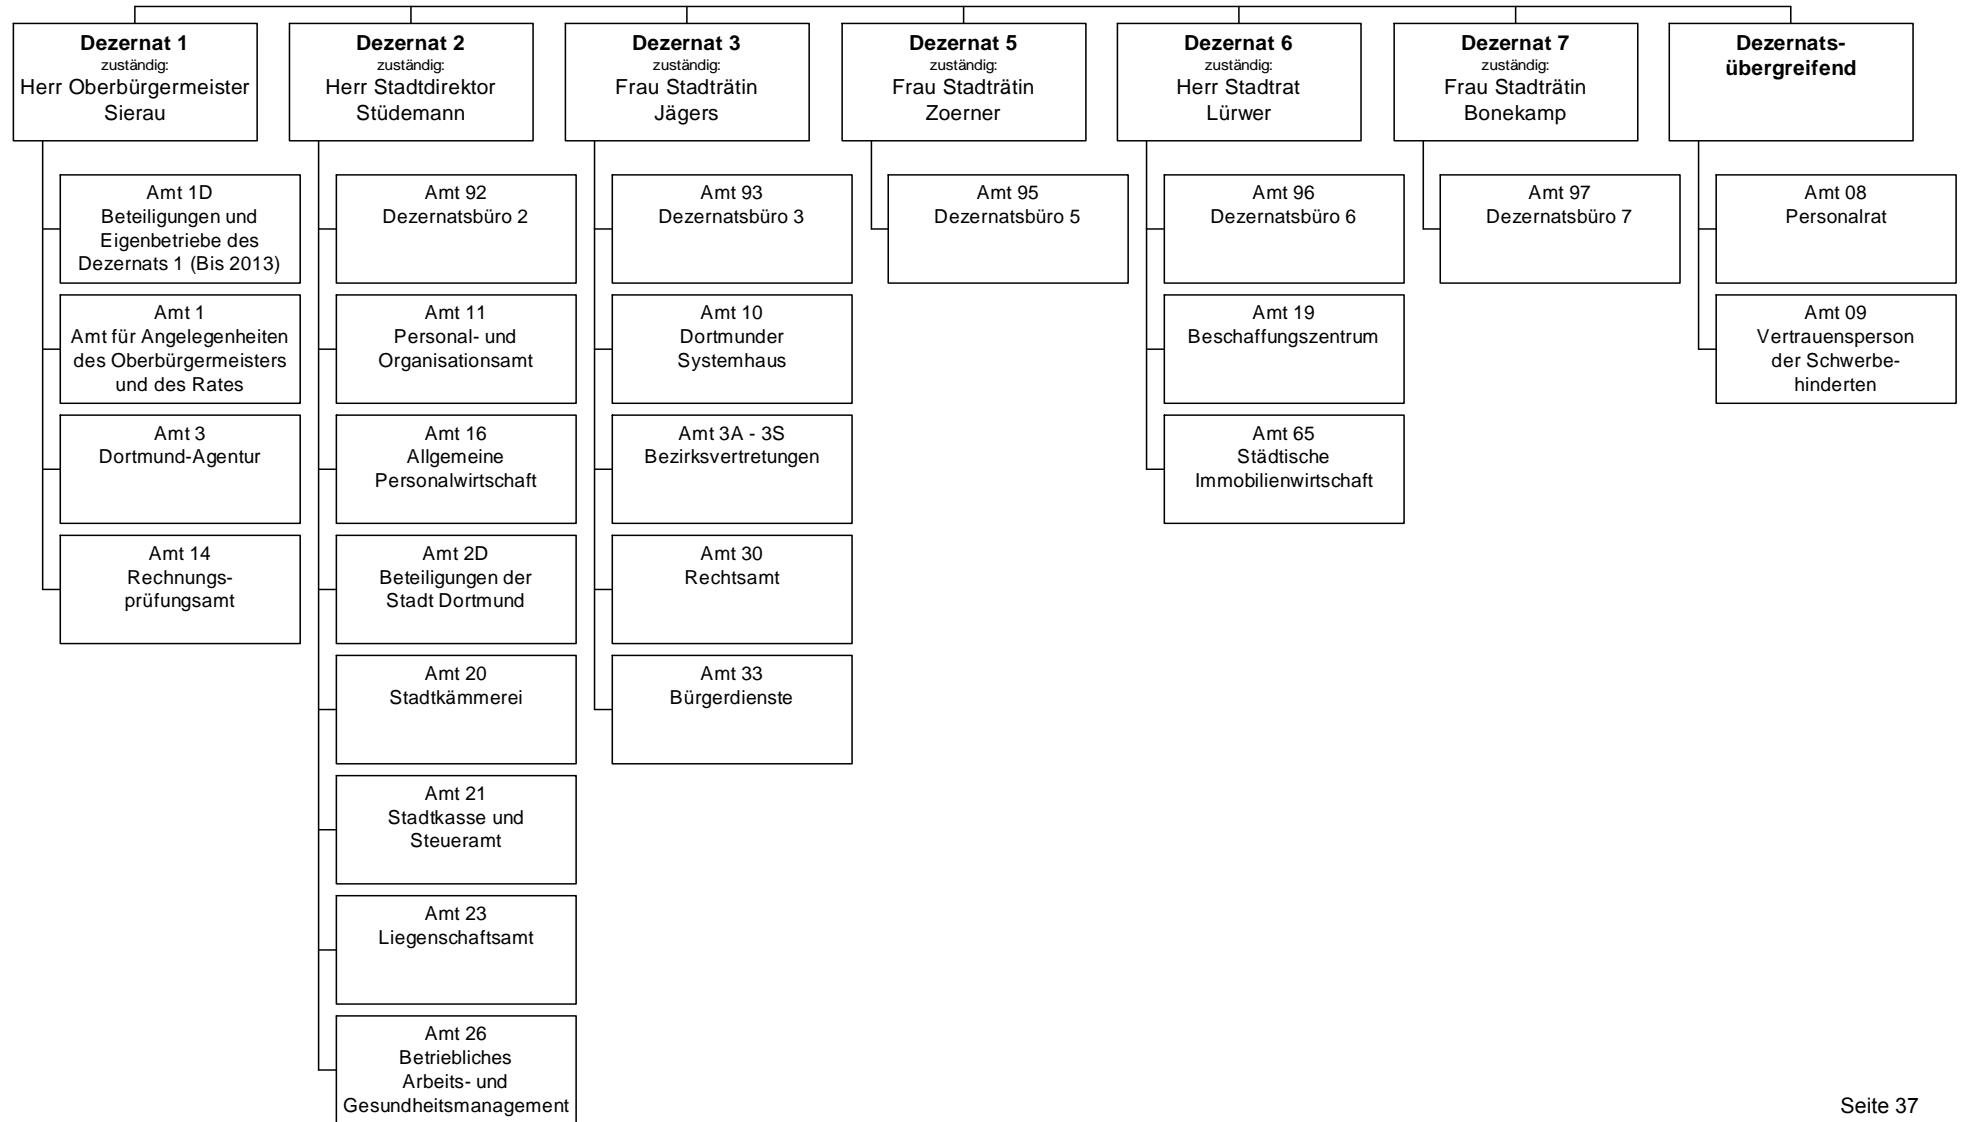 Dezernat 1
zuständig:
Herr Oberbürgermeister
Sierau
Amt 1D
Beteiligungen und
Eigenbetriebe des
Dezernats 1 (Bis 2013)
Amt 1
Amt für Angelegenheiten
des Oberbürgermeisters
und des Rates
Amt 3
Dortmund-Agentur
Amt 14
Rechnungs-
prüfungsamt
Dezernat 2
zuständig:
Herr Stadtdirektor
Stüdemann
Amt 92
Dezernatsbüro 2
Amt 11
Personal- und
Organisationsamt
Amt 16
Allgemeine
Personalwirtschaft
Amt 2D
Beteiligungen der
Stadt Dortmund
Amt 20
Stadtkämmerei
Amt 21
Stadtkasse und
Steueramt
Amt 23
Liegenschaftsamt
Amt 26
Betriebliches
Arbeits- und
Gesundheitsmanagement
Dezernat 3
zuständig:
Frau Stadträtin
Jägers
Amt 93
Dezernatsbüro 3
Amt 10
Dortmunder
Systemhaus
Amt 3A - 3S
Bezirksvertretungen
Amt 30
Rechtsamt
Amt 33
Bürgerdienste
Dezernat 5
zuständig:
Frau Stadträtin
Zoerner
Amt 95
Dezernatsbüro 5
Dezernat 6
zuständig:
Herr Stadtrat
Lürwer
Amt 96
Dezernatsbüro 6
Amt 19
Beschaffungszentrum
Amt 65
Städtische
Immobilienwirtschaft
Dezernat 7
zuständig:
Frau Stadträtin
Bonekamp
Amt 97
Dezernatsbüro 7
Dezernats-
übergreifend
Amt 08
Personalrat
Amt 09
Vertrauensperson
der Schwerbe-
hinderten
Seite 37